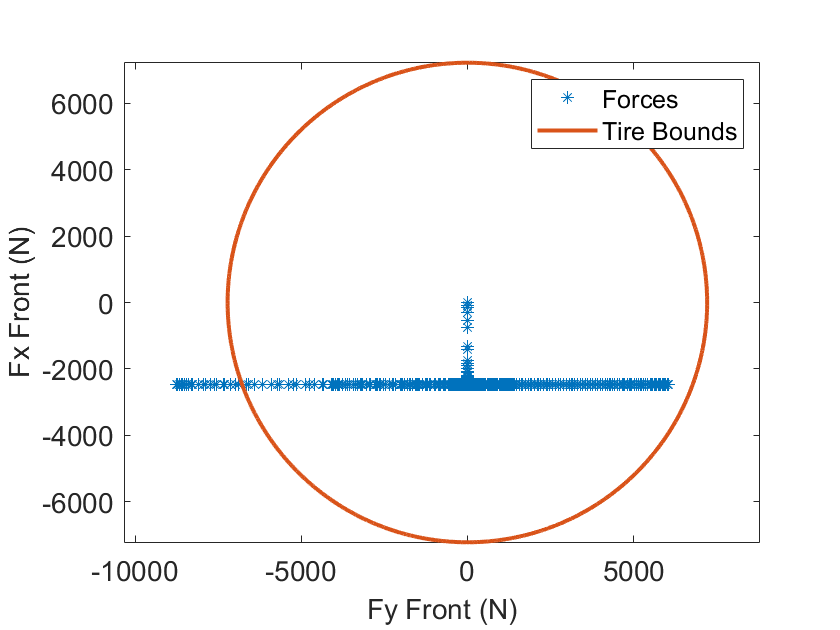 Forces
Tire Bounds
6000
4000
2000
0
-2000
-4000
-6000
Fx Front (N)
-10000 -5000 0 5000
Fy Front (N)